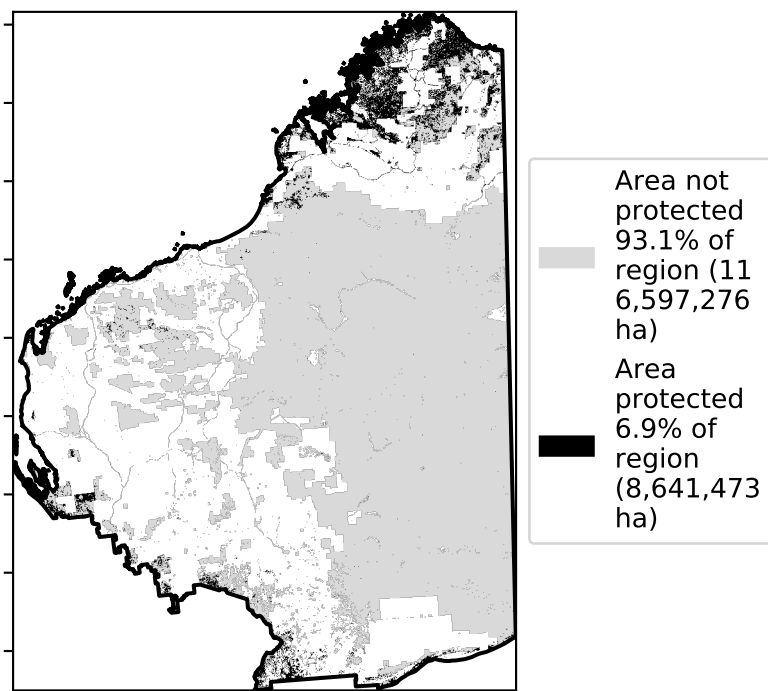 Area not
protected
93.1% of
region (11
6,597,276
ha)
Area
protected
6.9% of
region
(8,641,473
ha)